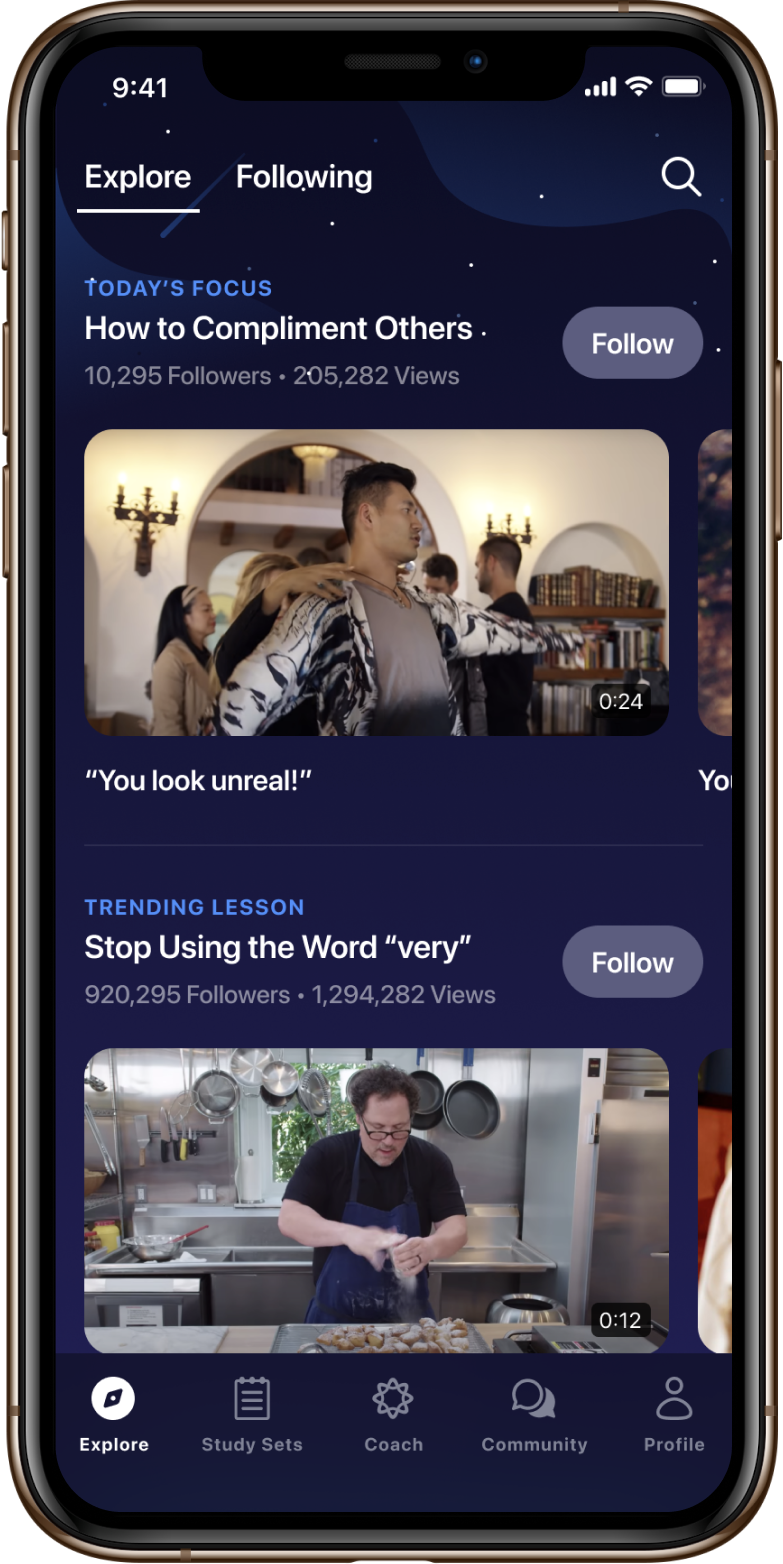 9:41
Explore Following
TODAY'S FOCUS
How to Compliment Others
Follow
10,295 Followers • 205,282 Views
0:24
“You look unreal!”
TRENDING LESSON
Stop Using the Word “very”
Follow
920,295 Followers • 1,294,282 Views
0:12
Explore Study Sets Coach Community Profile